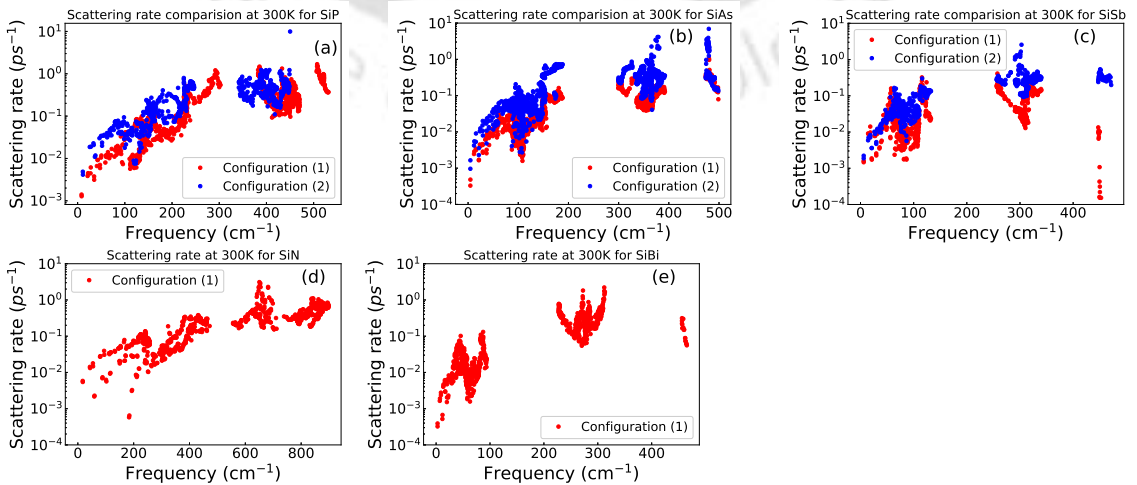 Scattering rate comparision at 300K for SiP
Scattering rate (ps⁻¹)
10¹
10⁰
10⁻¹
10⁻²
10⁻³
(a)
Configuration (1)
Configuration (2)
0 100 200 300 400 500
Frequency (cm⁻¹)
Scattering rate comparision at 300K for SiAs
Scattering rate (ps⁻¹)
10¹
10⁰
10⁻¹
10⁻²
10⁻³
10⁻⁴
(b)
Configuration (1)
Configuration (2)
0 100 200 300 400 500
Frequency (cm⁻¹)
Scattering rate comparision at 300K for SiSb
Scattering rate (ps⁻¹)
10¹
10⁰
10⁻¹
10⁻²
10⁻³
10⁻⁴
Configuration (1)
Configuration (2)
(c)
0 100 200 300 400
Frequency (cm⁻¹)
Scattering rate at 300K for SiN
Scattering rate (ps⁻¹)
10¹
10⁰
10⁻¹
10⁻²
10⁻³
10⁻⁴
Configuration (1)
(d)
0 200 400 600 800
Frequency (cm⁻¹)
Scattering rate at 300K for SiBi
Scattering rate (ps⁻¹)
10¹
10⁰
10⁻¹
10⁻²
10⁻³
10⁻⁴
(e)
Configuration (1)
0 100 200 300 400
Frequency (cm⁻¹)